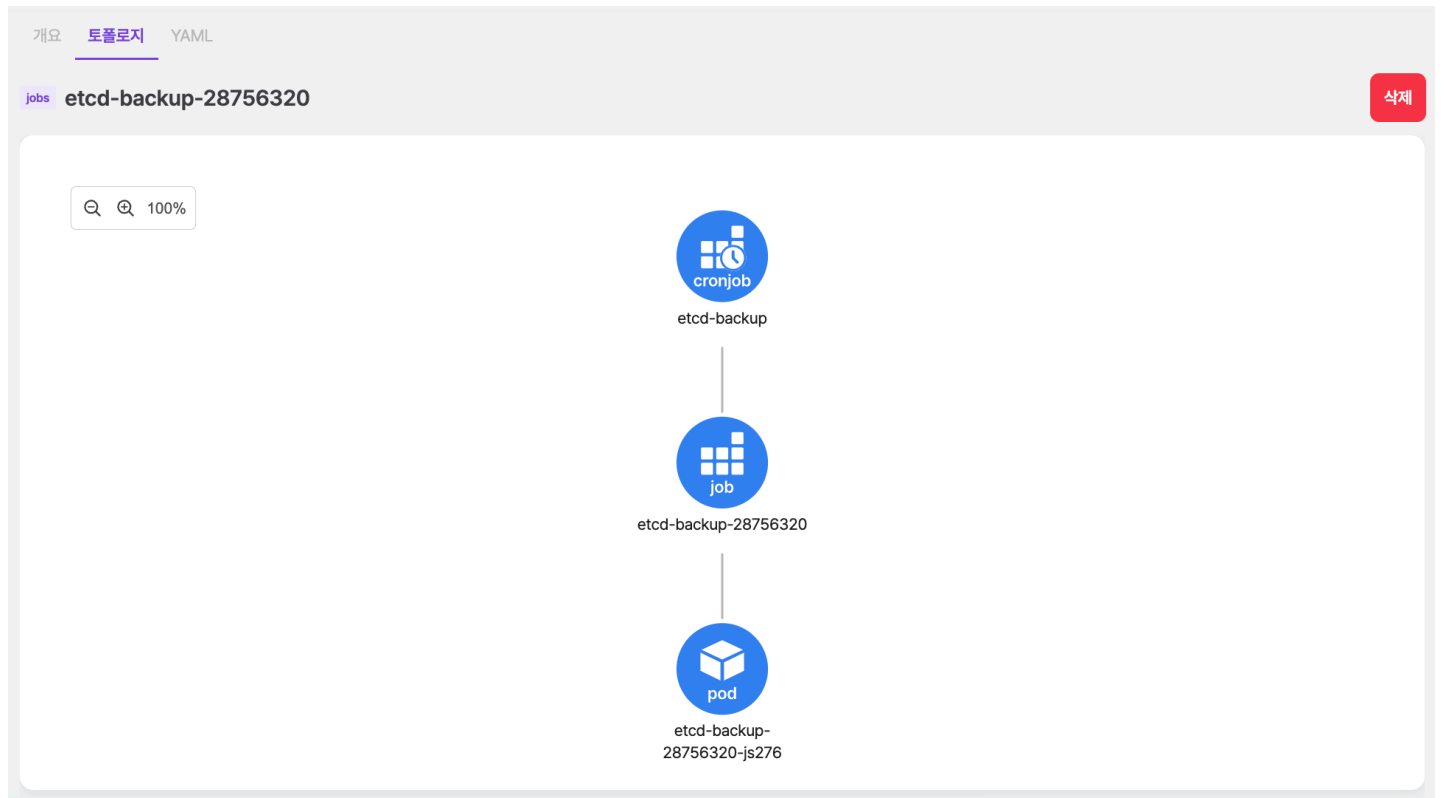 개요 토폴로지 YAML
jobs etcd-backup-28756320 삭제
100%
cronjob
etcd-backup
job
etcd-backup-28756320
pod
etcd-backup-
28756320-js276